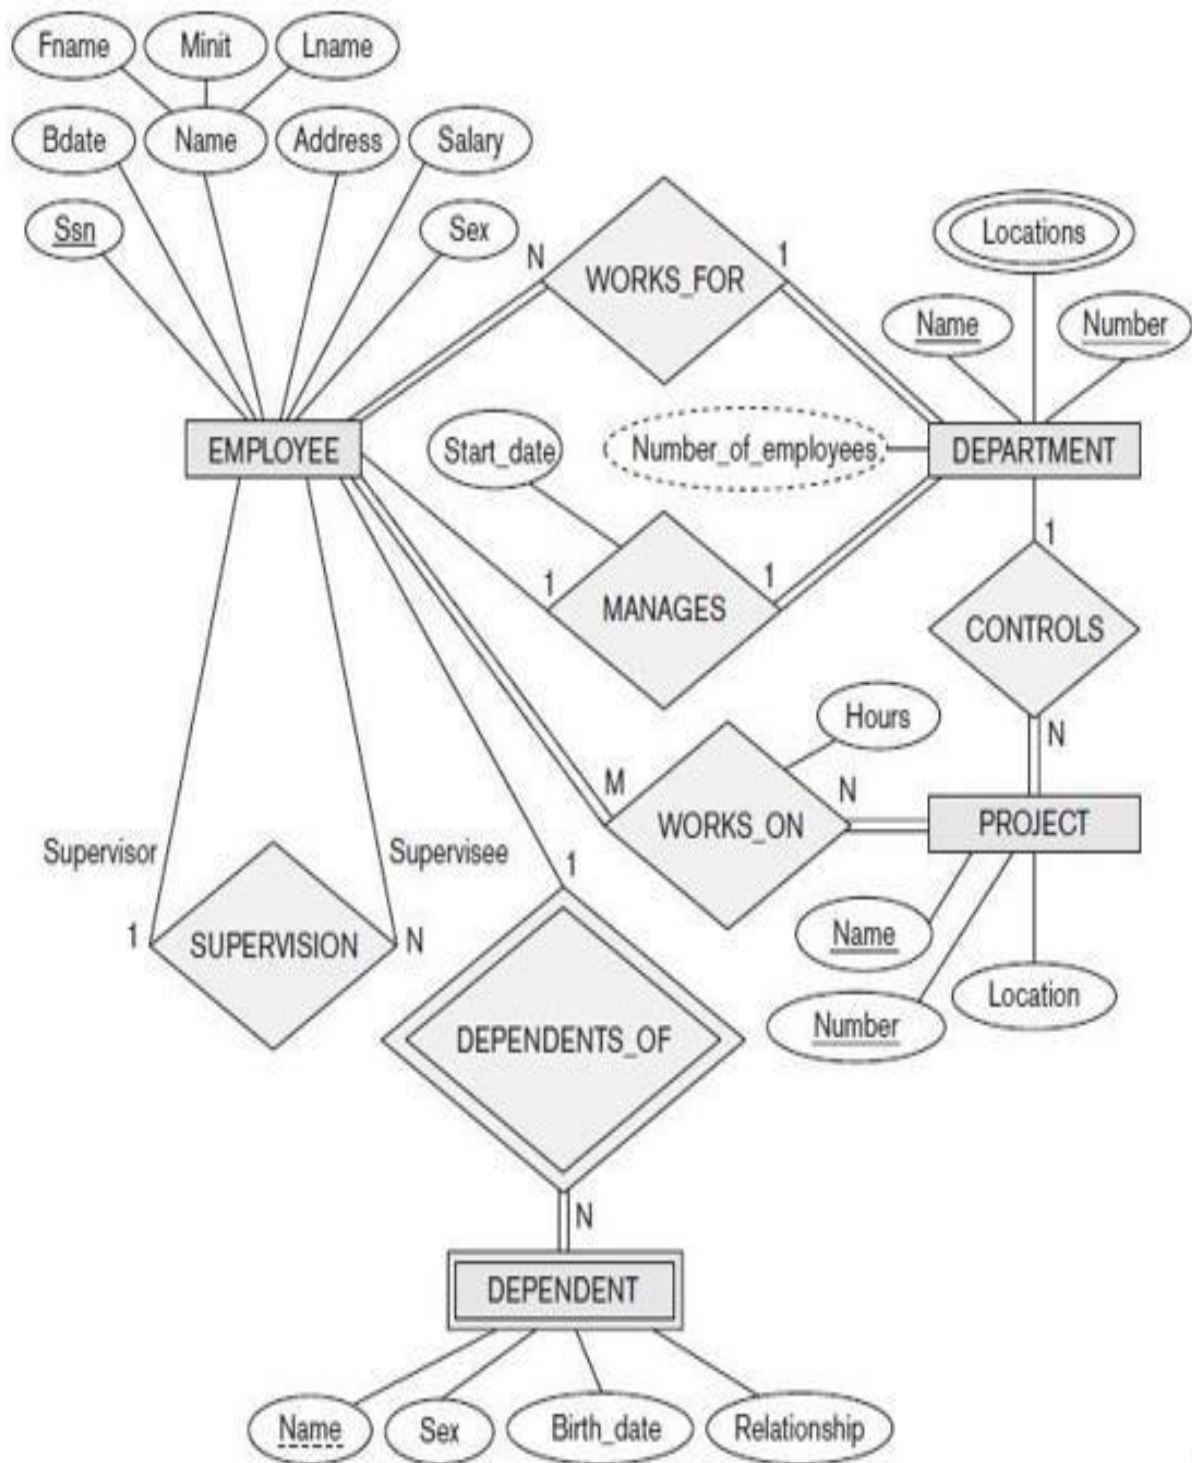 Fname
Minit
Lname
Bdate
Name
Address
Salary
Ssn
Sex
N
WORKS_FOR
1
Locations
Name
Number
EMPLOYEE
Start_date
Number_of_employees
DEPARTMENT
1
1
MANAGES
1
CONTROLS
N
Hours
M
WORKS_ON
N
PROJECT
Supervisor
Supervisee
1
SUPERVISION
N
1
Name
Number
Location
DEPENDENTS_OF
N
DEPENDENT
Name
Sex
Birth_date
Relationship